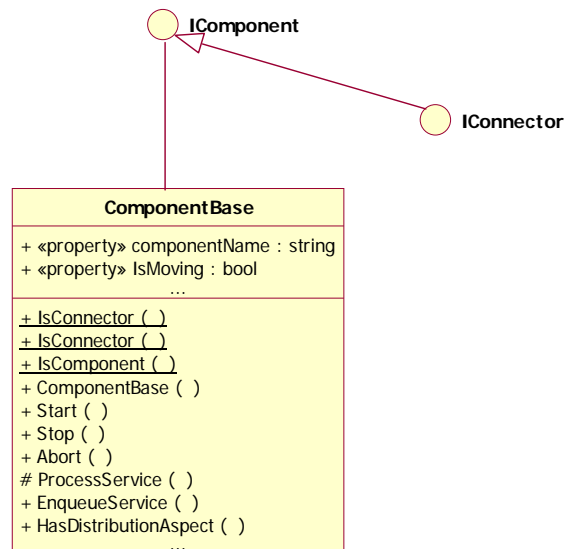 IComponent
IConnector
ComponentBase
+ «property» componentName : string
+ «property» IsMoving : bool
...
+ IsConnector ( )
+ IsConnector ( )
+ IsComponent ( )
+ ComponentBase ( )
+ Start ( )
+ Stop ( )
+ Abort ( )
# ProcessService ( )
+ EnqueueService ( )
+ HasDistributionAspect ( )
...